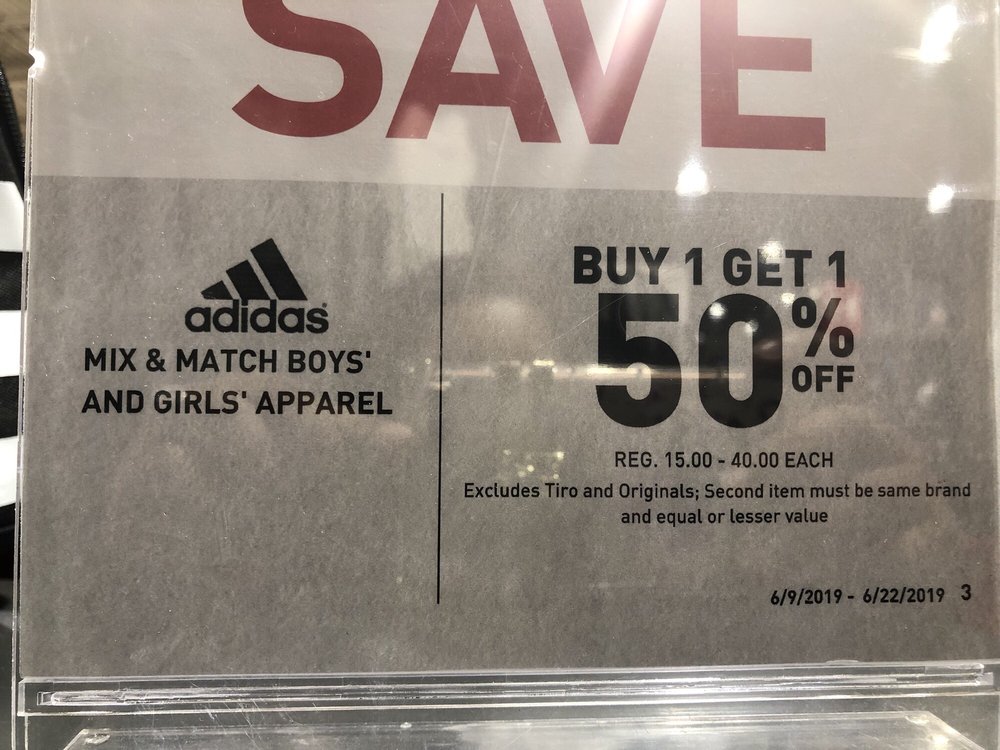 SAVE
adidas
MIX & MATCH BOYS'
AND GIRLS' APPAREL
BUY 1 GET 1
50%
OFF
REG. 15.00 - 40.00 EACH
Excludes Tiro and Originals; Second item must be same brand
and equal or lesser value
6/9/2019 - 6/22/2019 3